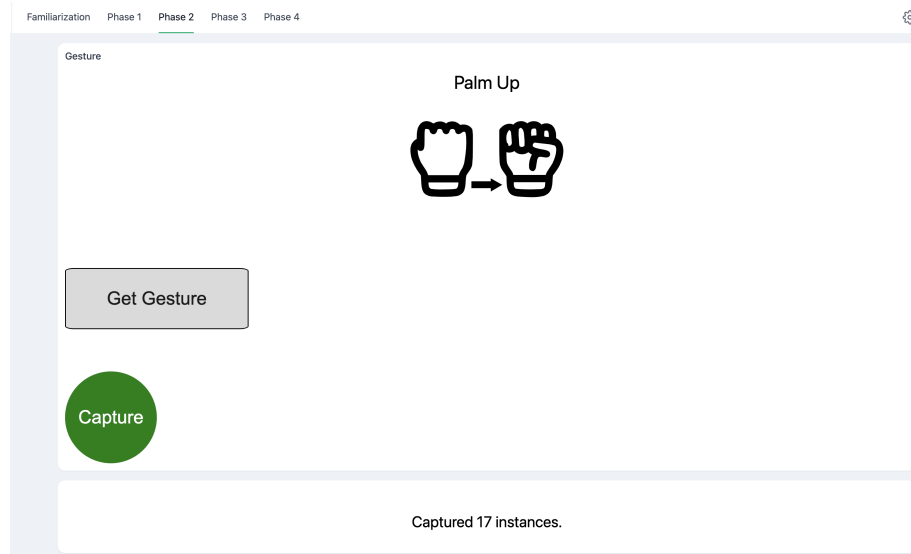 Familiarization Phase 1 Phase 2 Phase 3 Phase 4
Gesture
Palm Up
Get Gesture
Capture
Captured 17 instances.